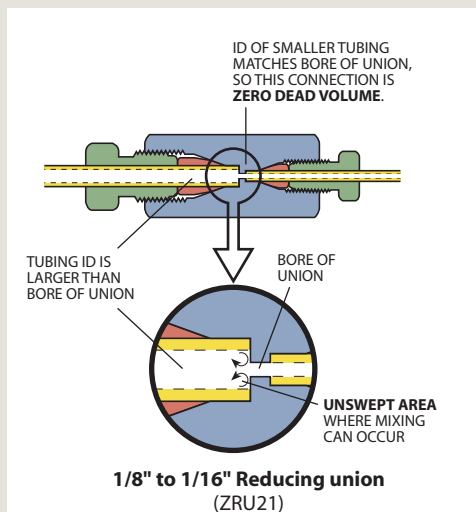 ID OF SMALLER TUBING
MATCHES BORE OF UNION,
SO THIS CONNECTION IS
ZERO DEAD VOLUME.
TUBING ID IS
LARGER THAN
BORE OF UNION
BORE OF
UNION
UNSWEPT AREA
WHERE MIXING
CAN OCCUR
1/8" to 1/16" Reducing union
(ZRU21)